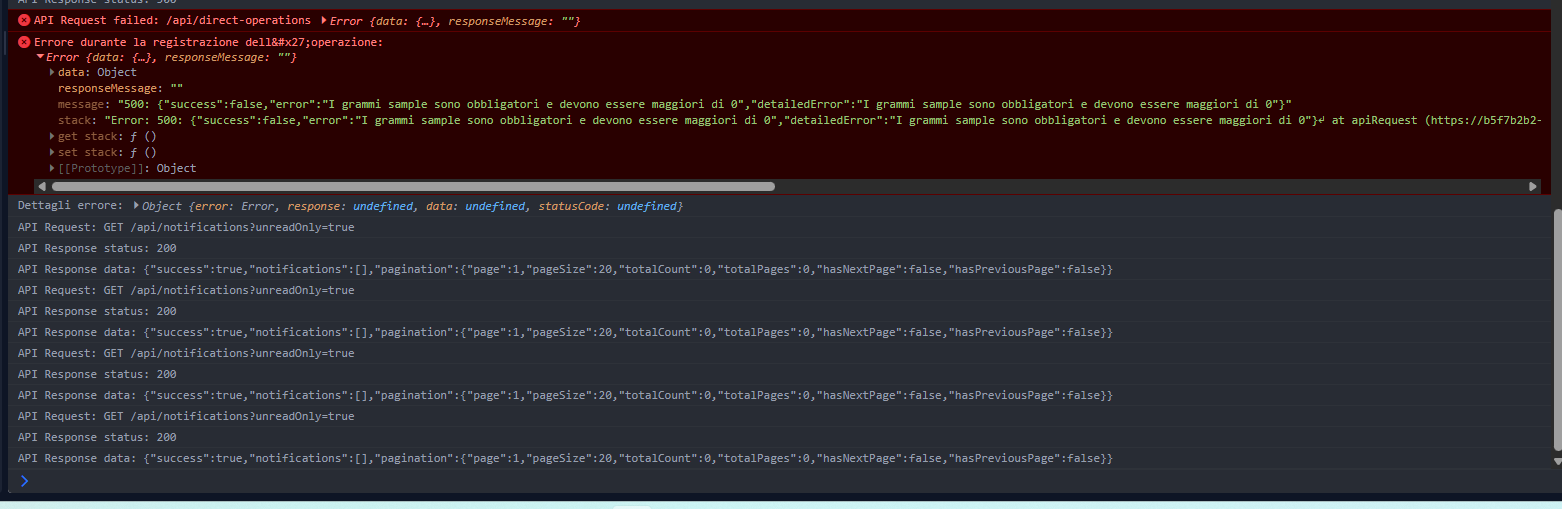 API Response status: 500
API Request failed: /api/direct-operations ▶Error {data: {…}, responseMessage: ""}
Errore durante la registrazione dell&#x27;operazione:
▼Error {data: {…}, responseMessage: ""}
▶data: Object
responseMessage: ""
message: "500: {"success":false,"error":"I grammi sample sono obbligatori e devono essere maggiori di 0","detailedError":"I grammi sample sono obbligatori e devono essere maggiori di 0"}"
stack: "Error: 500: {"success":false,"error":"I grammi sample sono obbligatori e devono essere maggiori di 0","detailedError":"I grammi sample sono obbligatori e devono essere maggiori di 0"}↵ at apiRequest (https://b5f7b2b2-
▶get stack: ƒ ()
▶set stack: ƒ ()
▶[[Prototype]]: Object
Dettagli errore: ▶Object {error: Error, response: undefined, data: undefined, statusCode: undefined}
API Request: GET /api/notifications?unreadOnly=true
API Response status: 200
API Response data: {"success":true,"notifications":[],"pagination":{"page":1,"pageSize":20,"totalCount":0,"totalPages":0,"hasNextPage":false,"hasPreviousPage":false}}
API Request: GET /api/notifications?unreadOnly=true
API Response status: 200
API Response data: {"success":true,"notifications":[],"pagination":{"page":1,"pageSize":20,"totalCount":0,"totalPages":0,"hasNextPage":false,"hasPreviousPage":false}}
API Request: GET /api/notifications?unreadOnly=true
API Response status: 200
API Response data: {"success":true,"notifications":[],"pagination":{"page":1,"pageSize":20,"totalCount":0,"totalPages":0,"hasNextPage":false,"hasPreviousPage":false}}
API Request: GET /api/notifications?unreadOnly=true
API Response status: 200
API Response data: {"success":true,"notifications":[],"pagination":{"page":1,"pageSize":20,"totalCount":0,"totalPages":0,"hasNextPage":false,"hasPreviousPage":false}}